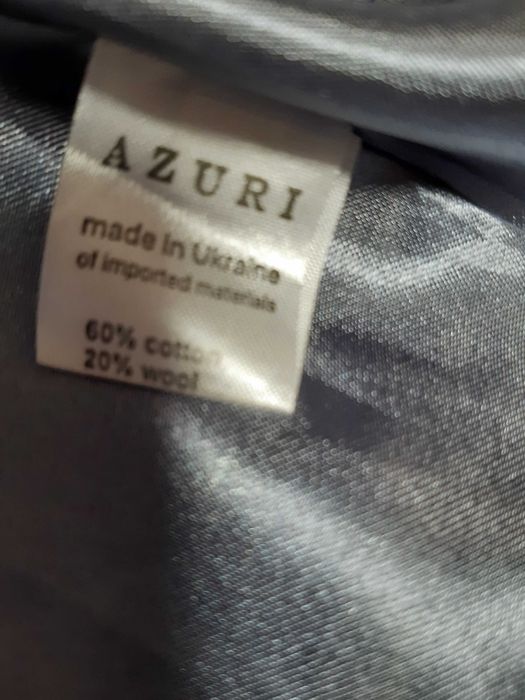 AZURI
made in Ukraine
of imported materials
60% cotton
20% wool